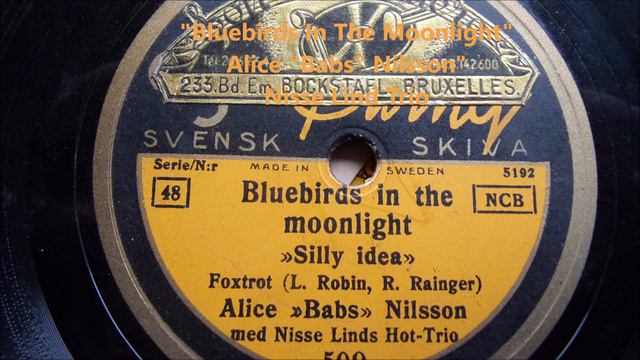 "Bluebirds In The Moonlight"
Alice "Babs" Nilsson"
Nisse Lind Trio
42600
233.Bd. Em. BOCKSTAEL. BRUXELLES.
SVENSK SKIVA
Serie/N:r MADE IN SWEDEN 5192
48 Bluebirds in the NCB
moonlight
»Silly idea»
Foxtrot (L. Robin, R. Rainger)
Alice »Babs» Nilsson
med Nisse Linds Hot-Trio
500